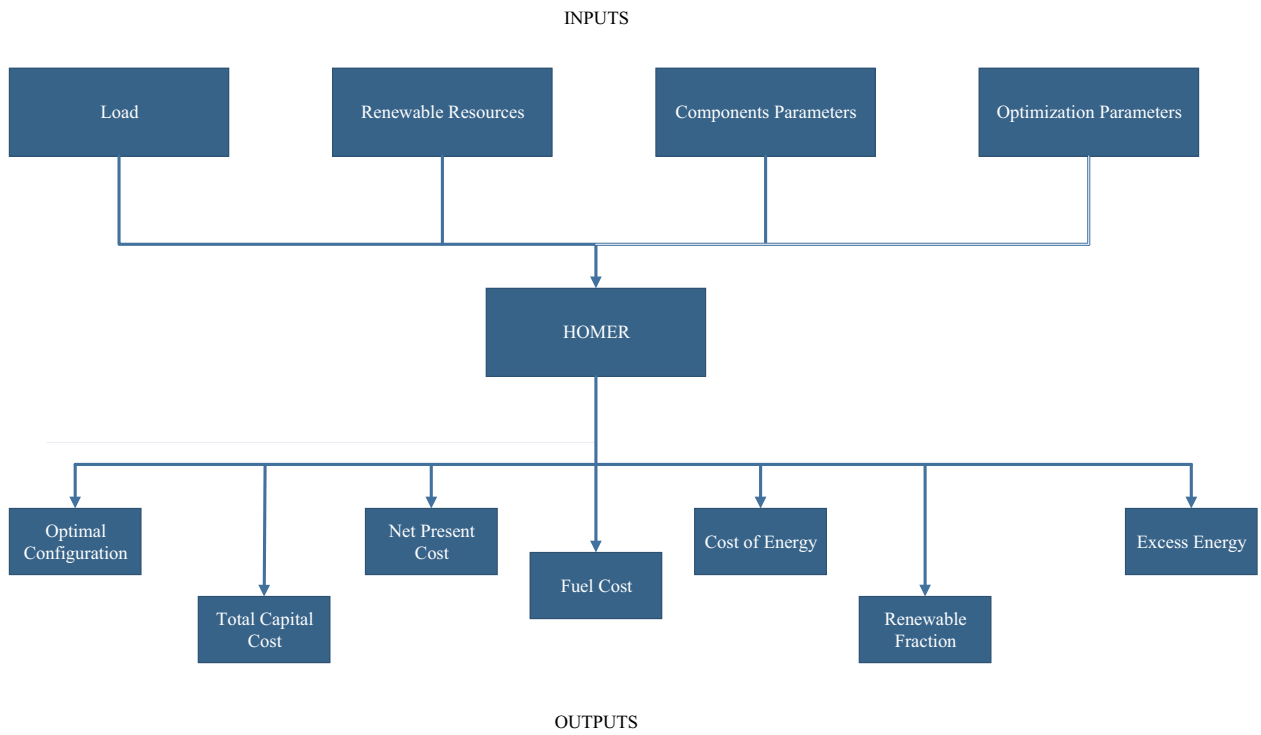 INPUTS
Load
Renewable Resources
Components Parameters
Optimization Parameters
HOMER
Optimal
Configuration
Total Capital
Cost
Net Present
Cost
Fuel Cost
Cost of Energy
Renewable
Fraction
Excess Energy
OUTPUTS